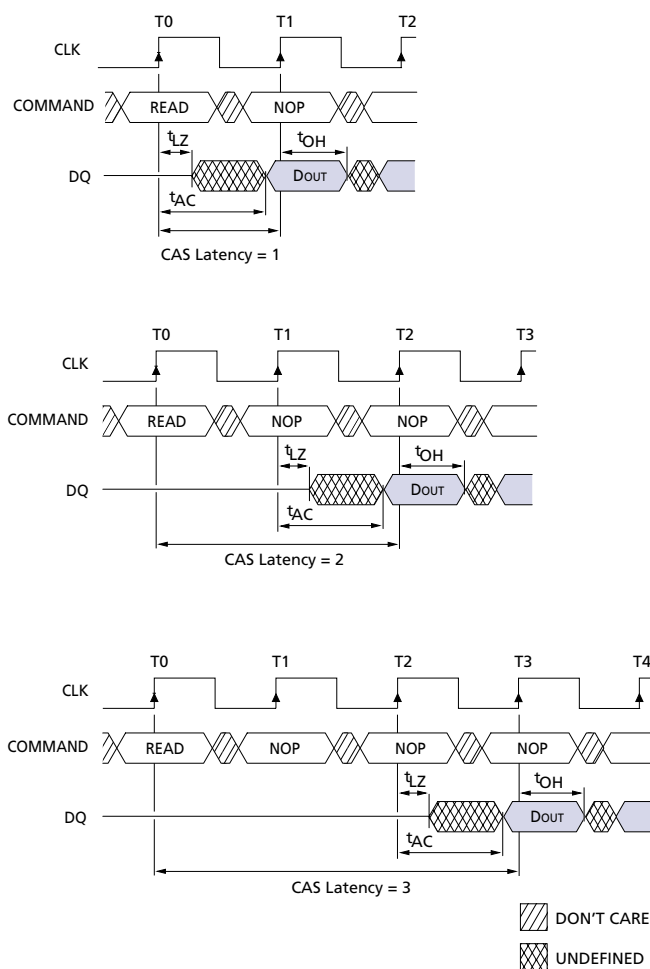 T0 T1 T2
CLK
COMMAND READ NOP
tLZ tOH
DQ DOUT
tAC
CAS Latency = 1
T0 T1 T2 T3
CLK
COMMAND READ NOP NOP
tLZ tOH
DQ DOUT
tAC
CAS Latency = 2
T0 T1 T2 T3 T4
CLK
COMMAND READ NOP NOP NOP
tLZ tOH
DQ DOUT
tAC
CAS Latency = 3
DON'T CARE
UNDEFINED